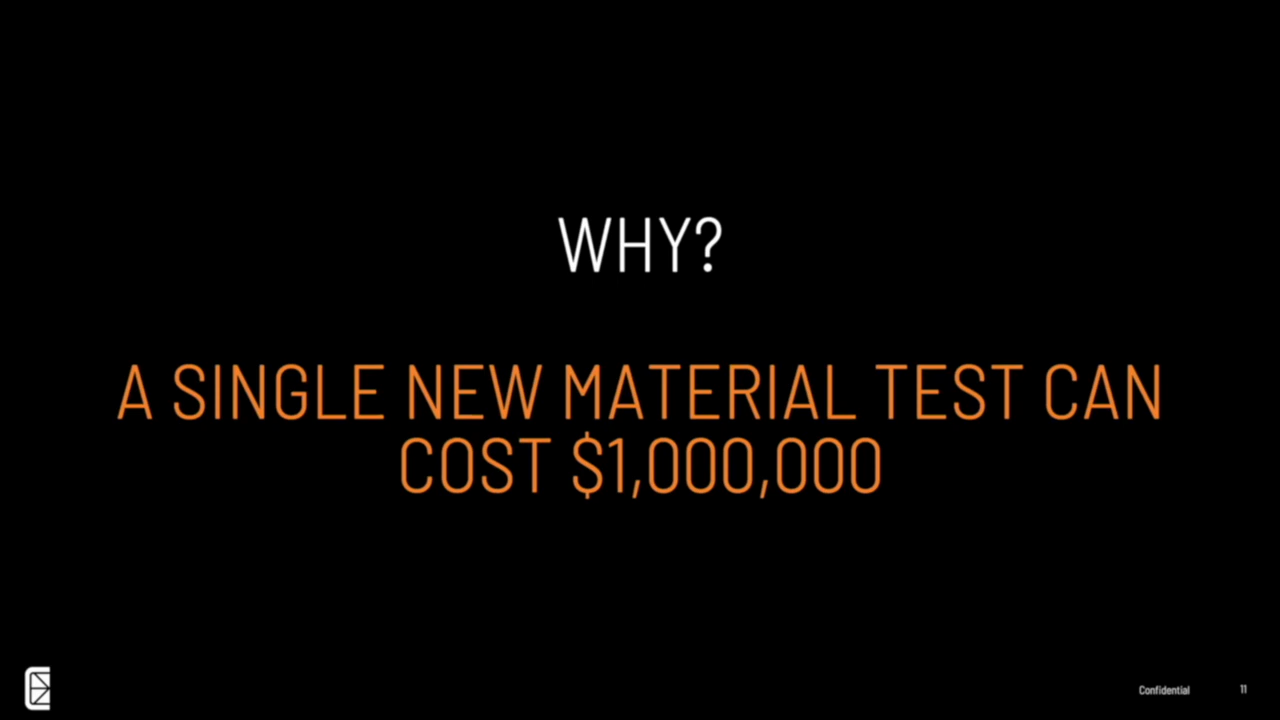 WHY?
A SINGLE NEW MATERIAL TEST CAN
COST $1,000,000
Confidential
11